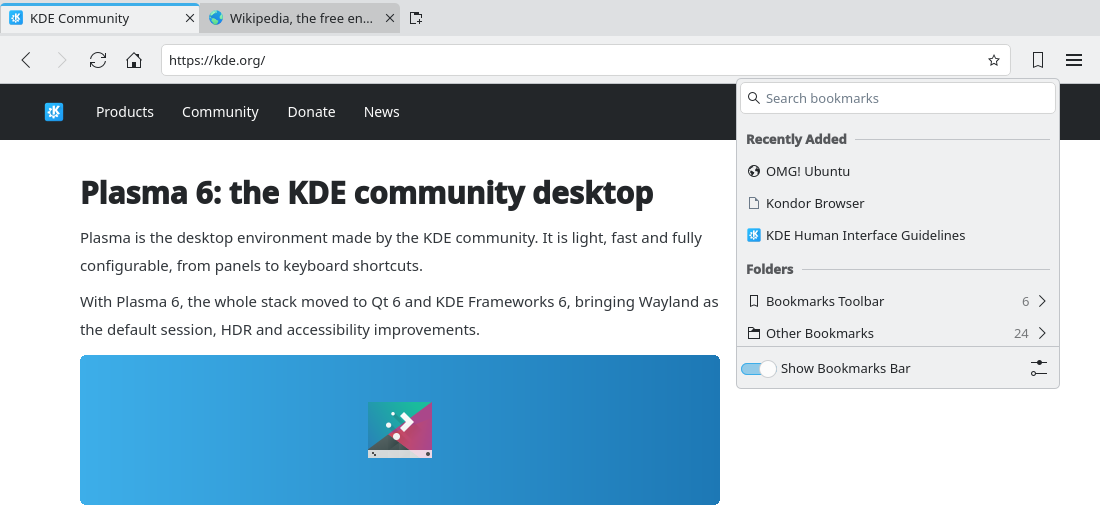 KDE Community
Wikipedia, the free en...
https://kde.org/
Products Community Donate News
Search bookmarks
Recently Added
OMG! Ubuntu
Kondor Browser
KDE Human Interface Guidelines
Folders
Bookmarks Toolbar 6
Other Bookmarks 24
Show Bookmarks Bar
Plasma 6: the KDE community desktop
Plasma is the desktop environment made by the KDE community. It is light, fast and fully
configurable, from panels to keyboard shortcuts.
With Plasma 6, the whole stack moved to Qt 6 and KDE Frameworks 6, bringing Wayland as
the default session, HDR and accessibility improvements.